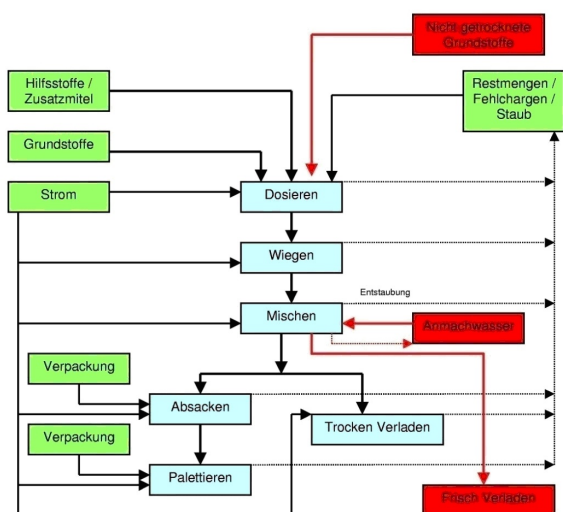 Nicht getrocknete
Grundstoffe
Hilfsstoffe /
Zusatzmitel
Restmengen /
Fehlchargen /
Staub
Grundstoffe
Strom
Dosieren
Wiegen
Entstaubung
Mischen
Anmachwasser
Verpackung
Absacken
Trocken Verladen
Verpackung
Palettieren
Frisch Verladen